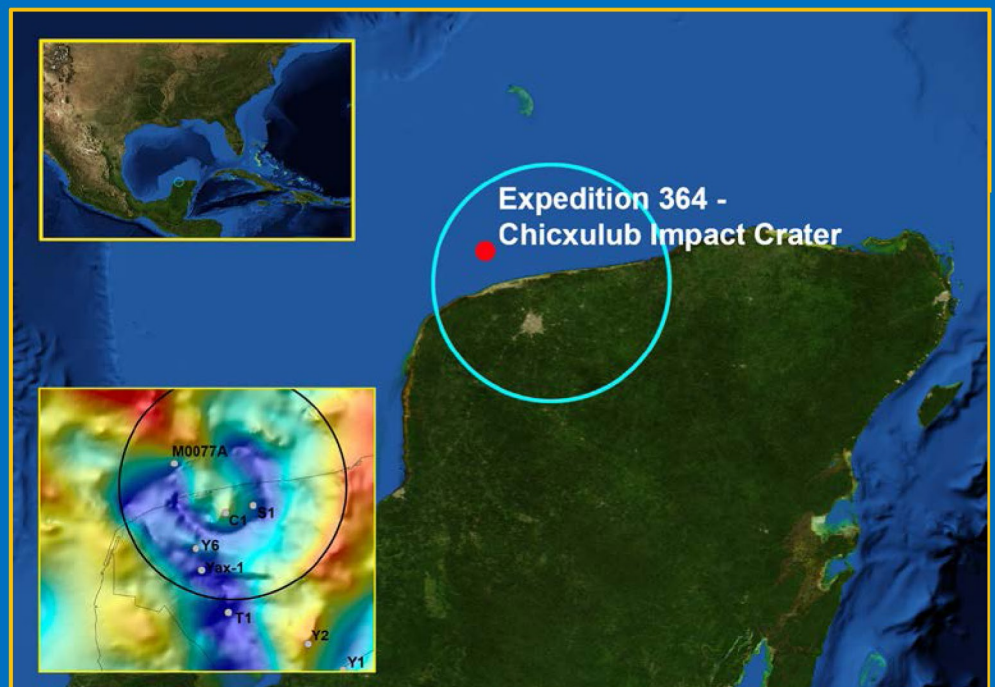 Expedition 364 -
Chicxulub Impact Crater
M0077A
S1
C1
Y6
Yax-1
T1
Y2
Y1